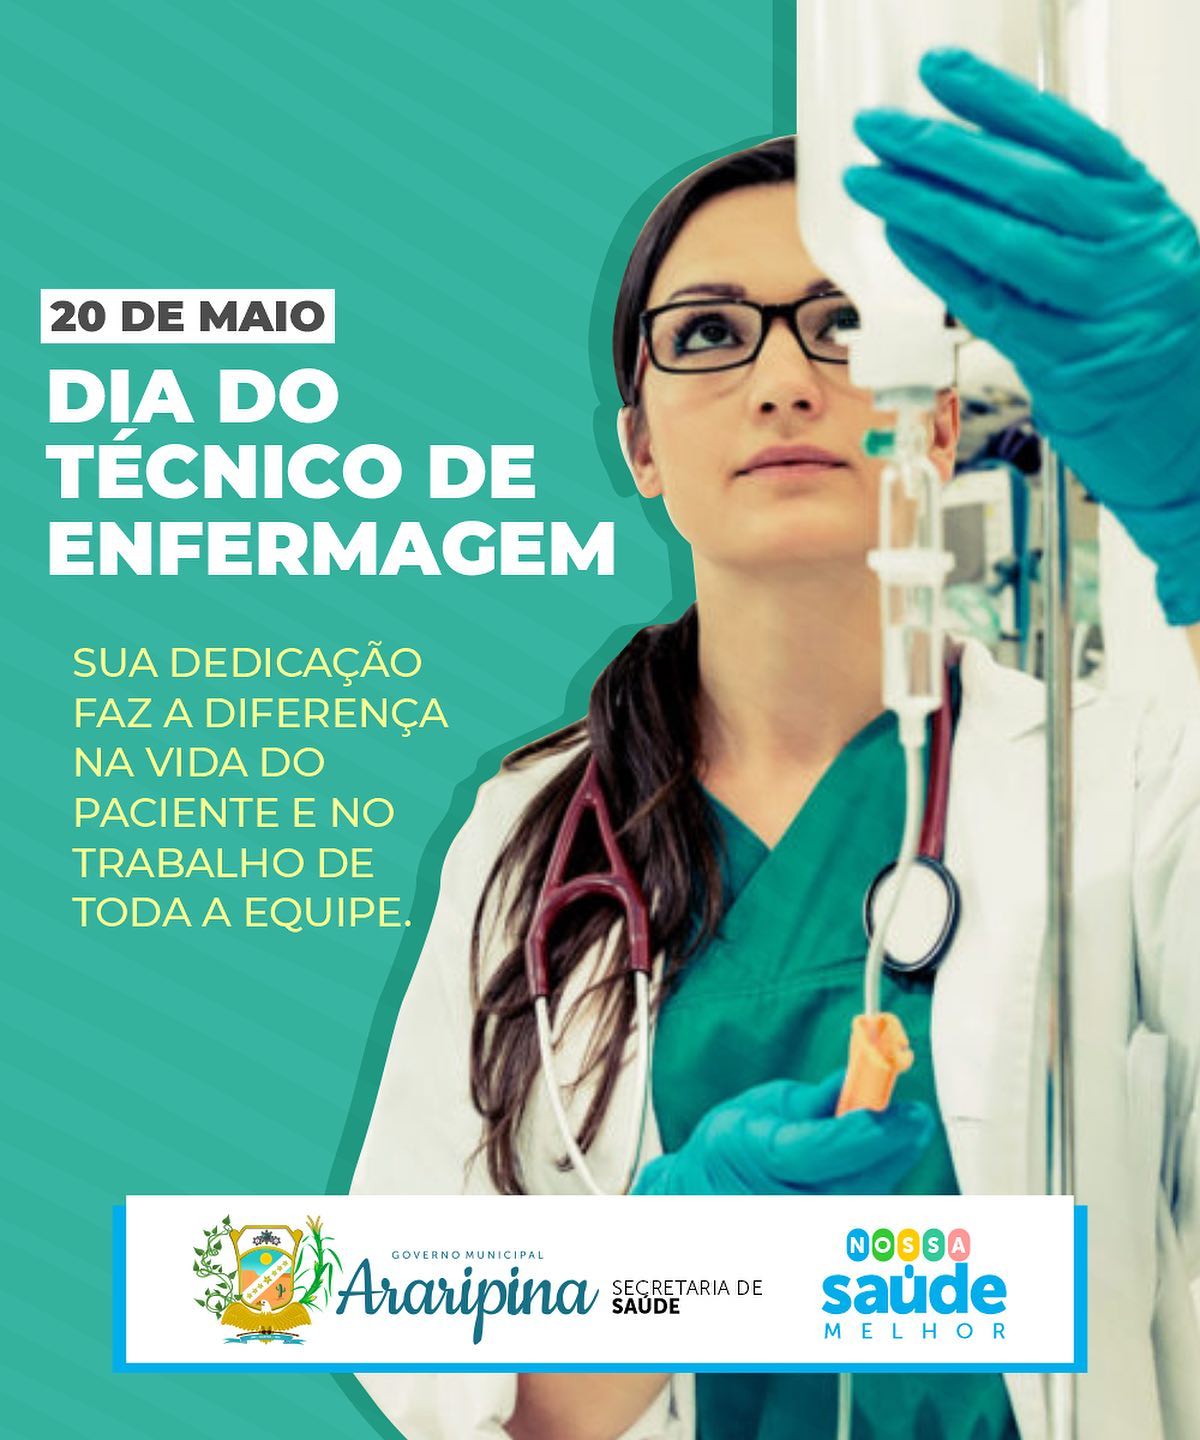 20 DE MAIO
DIA DO
TÉCNICO DE
ENFERMAGEM
SUA DEDICAÇÃO
FAZ A DIFERENÇA
NA VIDA DO
PACIENTE E NO
TRABALHO DE
TODA A EQUIPE.
GOVERNO MUNICIPAL
Araripina
SECRETARIA DE
SAÚDE
NOSSA
saúde
MELHOR